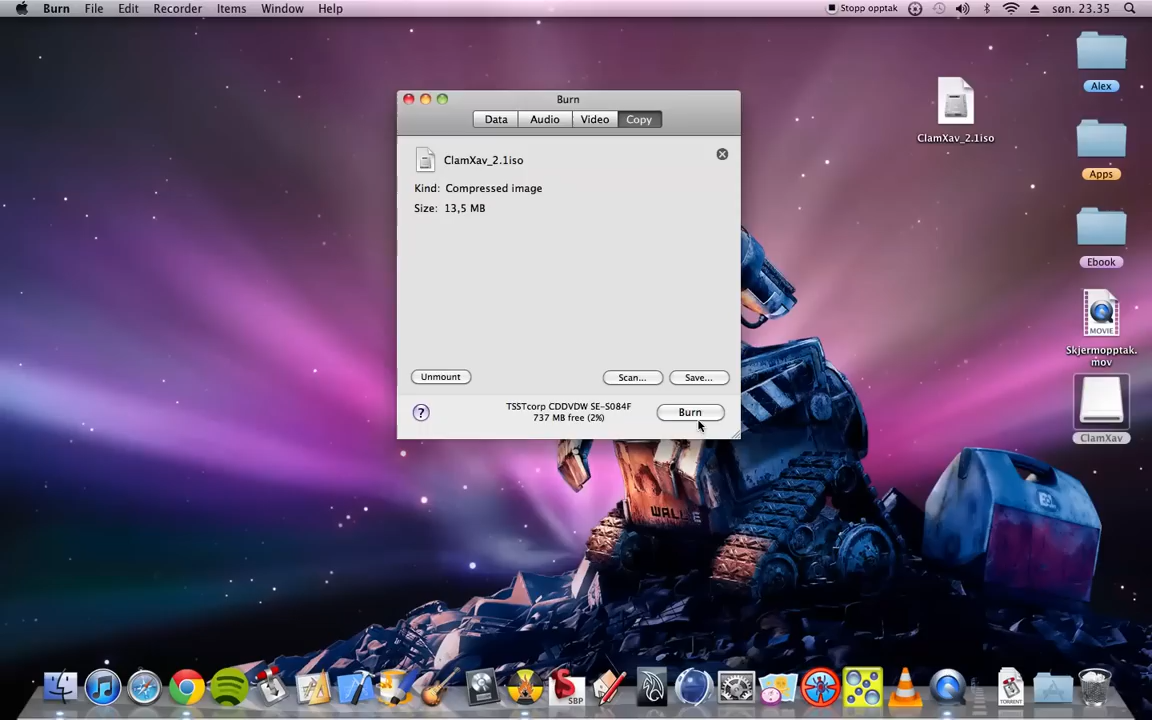 Burn File Edit Recorder Items Window Help
Stopp opptak søn. 23.35
Burn
Data Audio Video Copy
ClamXav_2.1iso
Kind: Compressed image
Size: 13,5 MB
Unmount Scan... Save...
?
TSSTcorp CDDVDW SE-S084F
737 MB free (2%)
Burn
ClamXav_2.1iso
Alex
Apps
Ebook
MOVIE
Skjermopptak.
mov
ClamXav
WALL·E
SBP
TORRENT